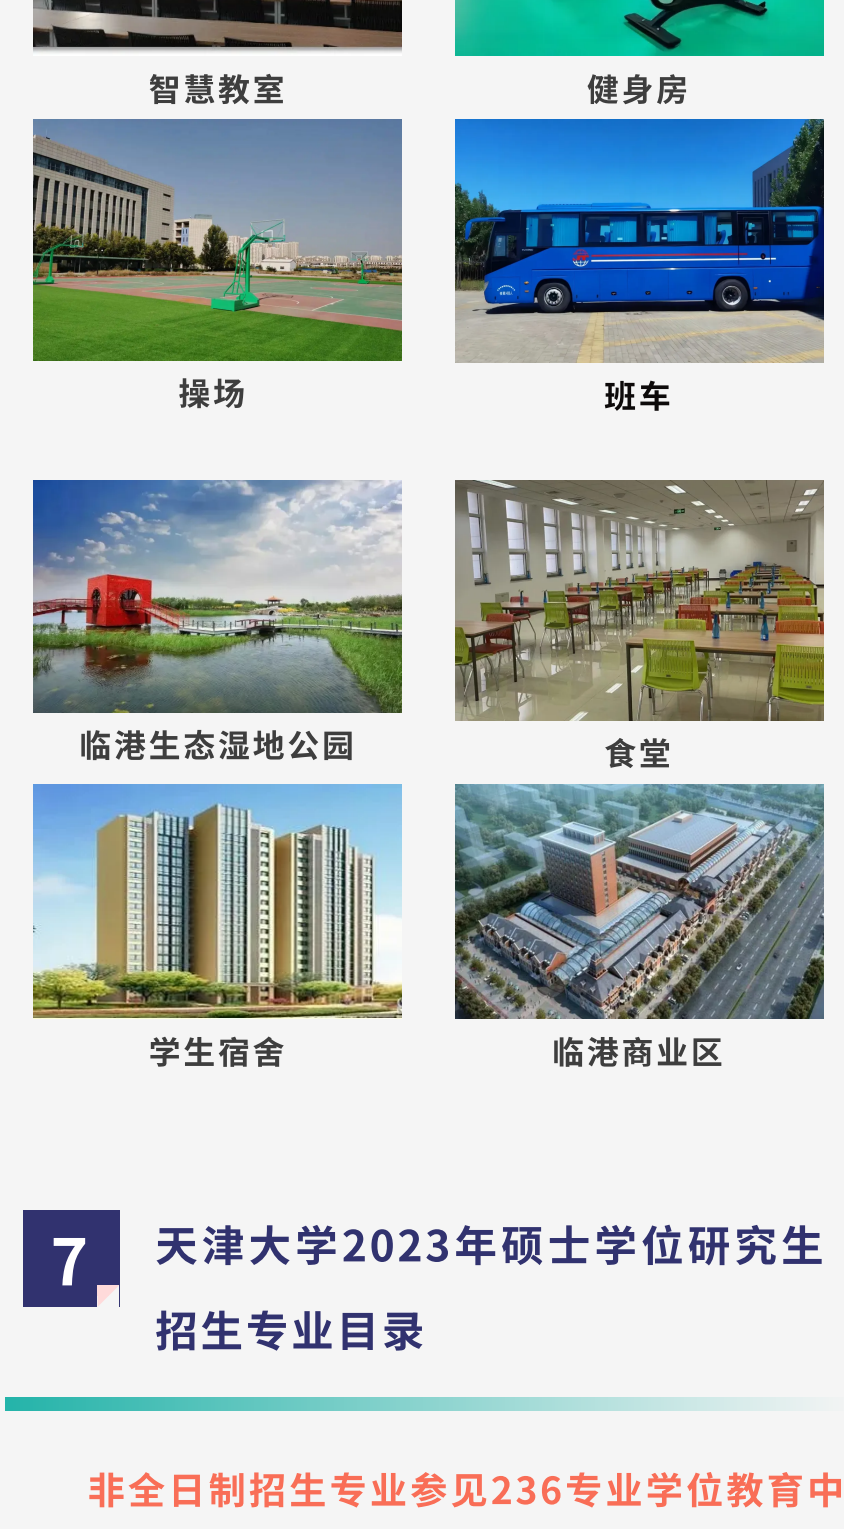 智慧教室
健身房
操场
班车
临港生态湿地公园
食堂
学生宿舍
临港商业区
7
天津大学2023年硕士学位研究生
招生专业目录
非全日制招生专业参见236专业学位教育中